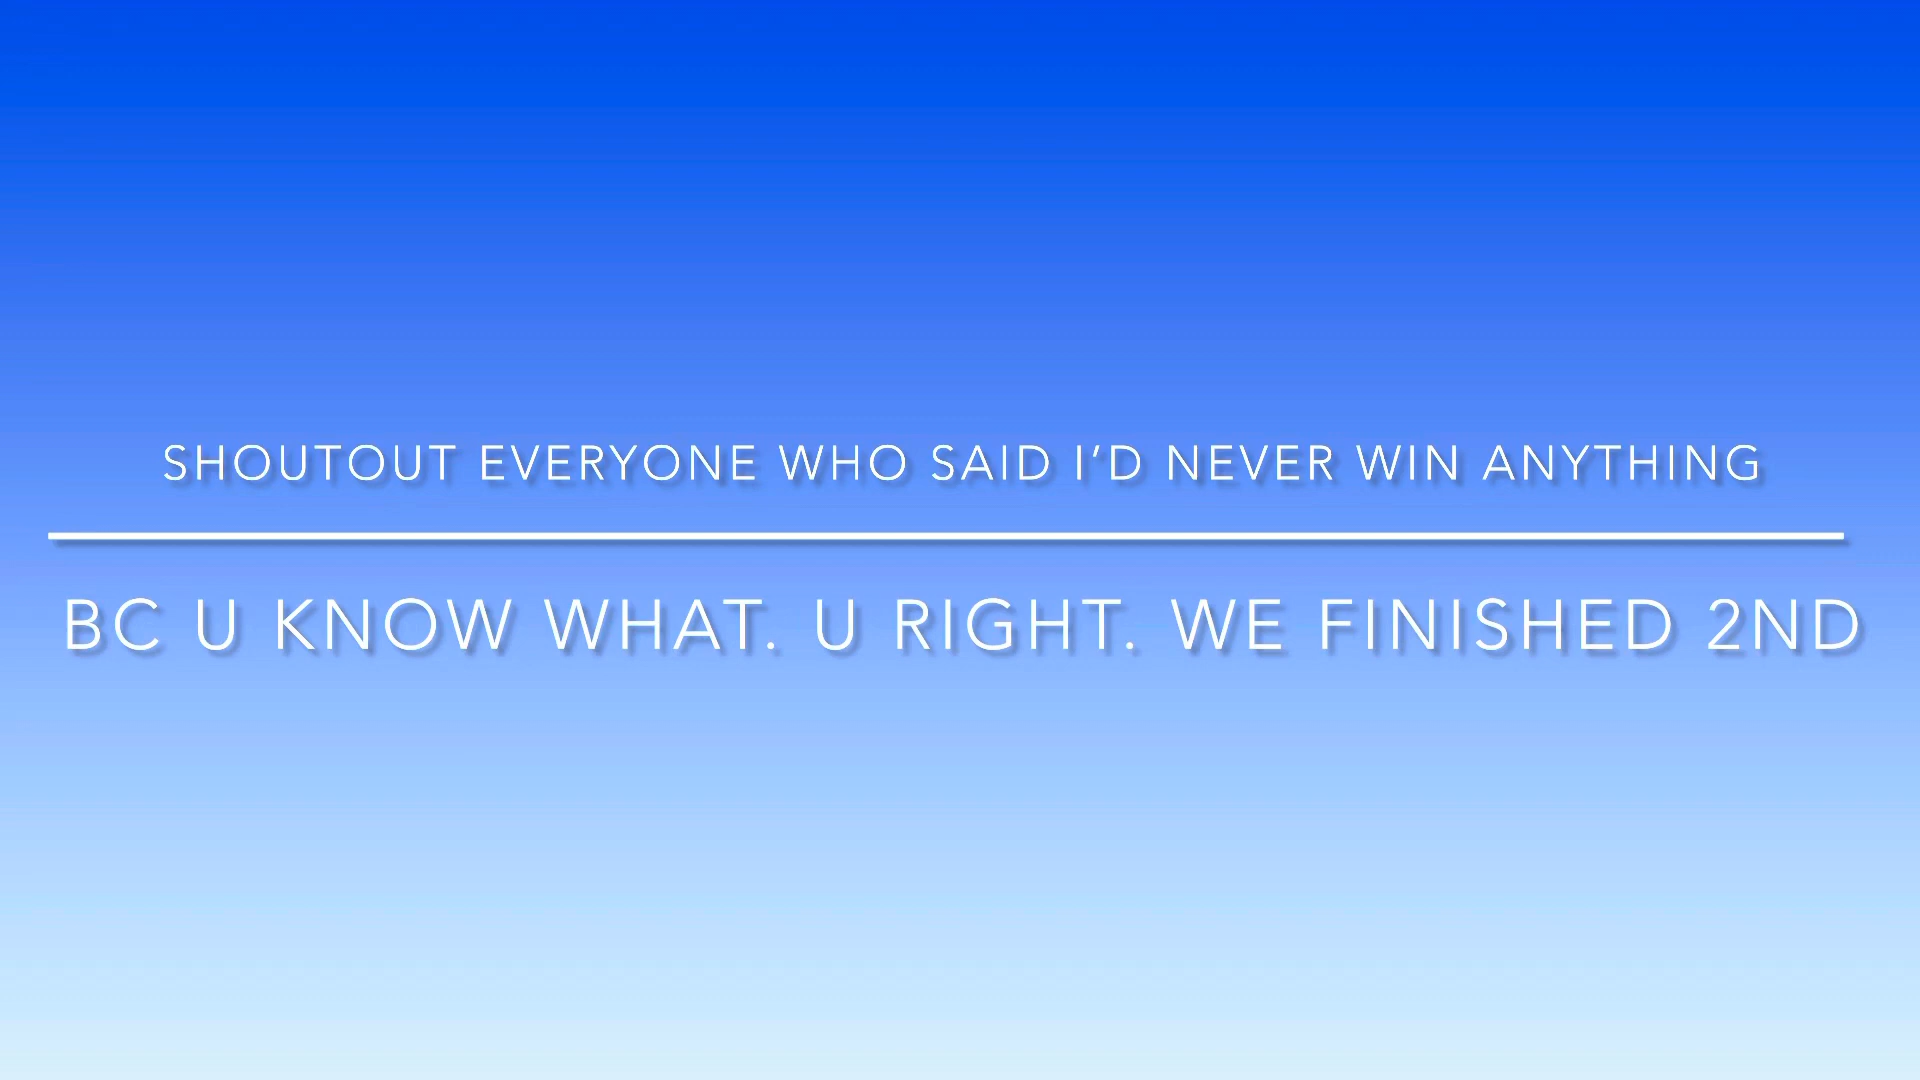 SHOUTOUT EVERYONE WHO SAID I’D NEVER WIN ANYTHING
BC U KNOW WHAT. U RIGHT. WE FINISHED 2ND